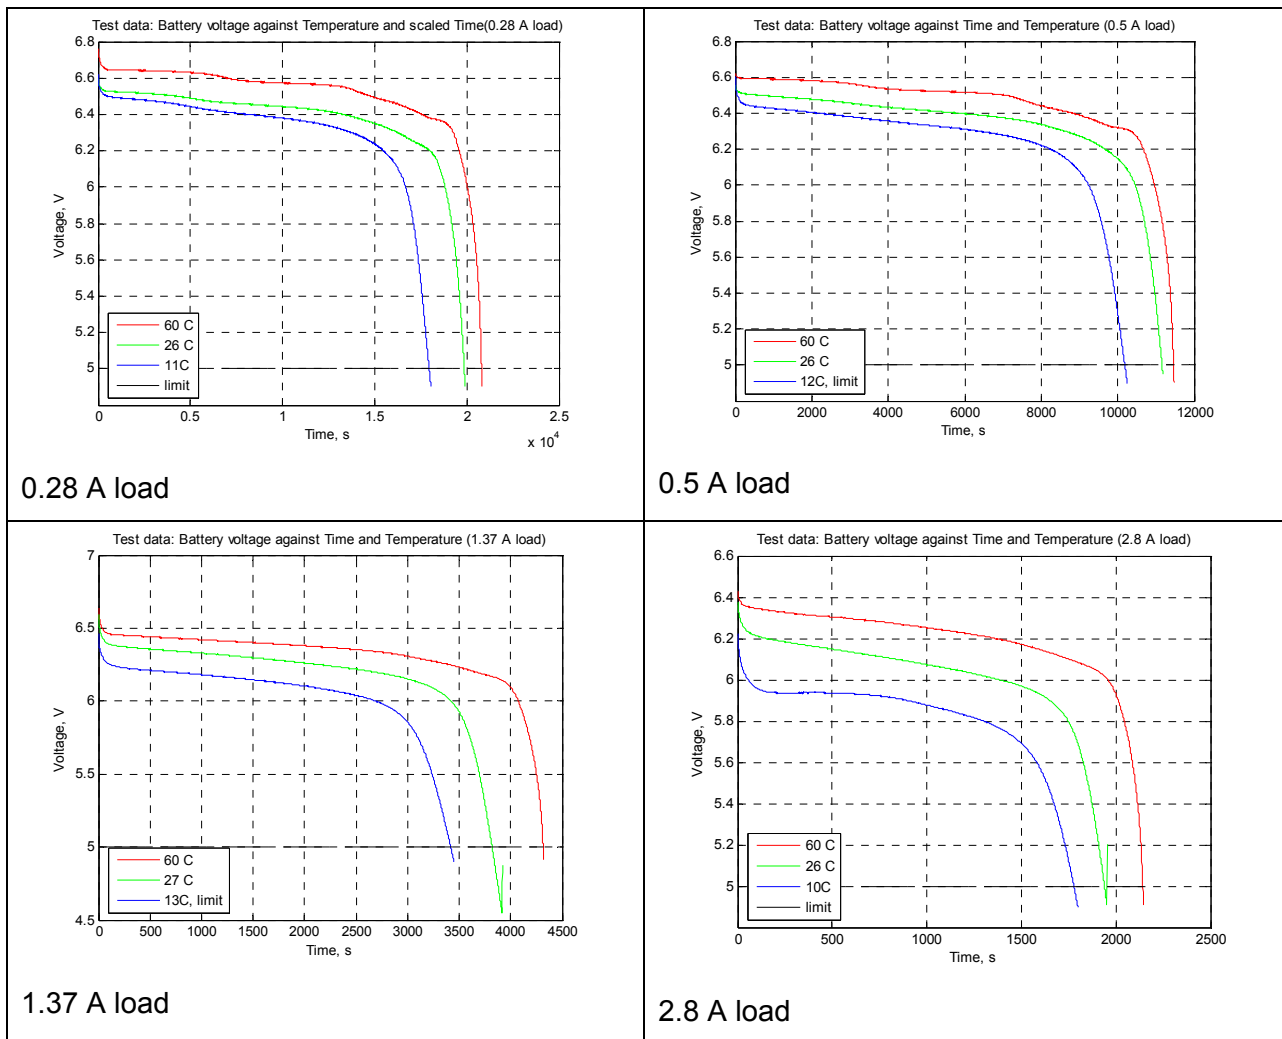 Test data: Battery voltage against Temperature and scaled Time(0.28 A load)
6.8
6.6
6.4
6.2
6
5.8
5.6
5.4
5.2
5
Voltage, V
60 C
26 C
11C
limit
0 0.5 1 1.5 2 2.5
x 10^4
Time, s
0.28 A load
Test data: Battery voltage against Time and Temperature (0.5 A load)
6.8
6.6
6.4
6.2
6
5.8
5.6
5.4
5.2
5
Voltage, V
60 C
26 C
12C, limit
0 2000 4000 6000 8000 10000 12000
Time, s
0.5 A load
Test data: Battery voltage against Time and Temperature (1.37 A load)
7
6.5
6
5.5
5
4.5
Voltage, V
60 C
27 C
13C, limit
0 500 1000 1500 2000 2500 3000 3500 4000 4500
Time, s
1.37 A load
Test data: Battery voltage against Time and Temperature (2.8 A load)
6.6
6.4
6.2
6
5.8
5.6
5.4
5.2
5
Voltage, V
60 C
26 C
10C
limit
0 500 1000 1500 2000 2500
Time, s
2.8 A load